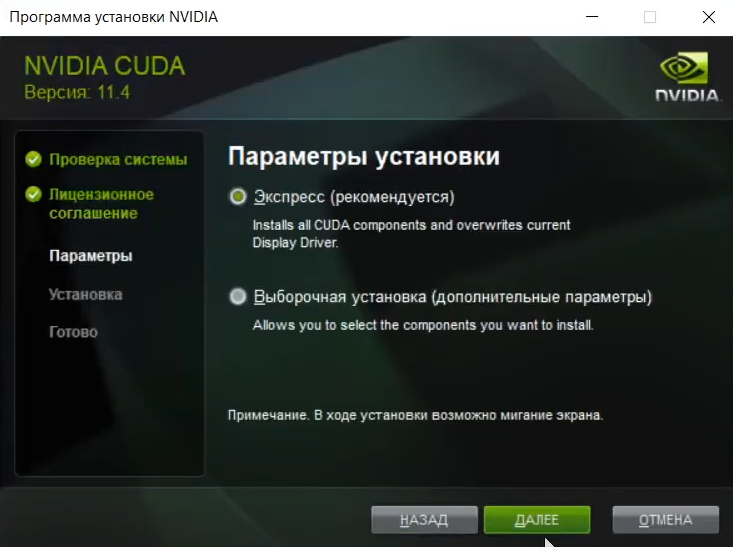 Программа установки NVIDIA
NVIDIA CUDA
Версия: 11.4
NVIDIA.
Проверка системы
Лицензионное
соглашение
Параметры
Установка
Готово
Параметры установки
Экспресс (рекомендуется)
Installs all CUDA components and overwrites current
Display Driver.
Выборочная установка (дополнительные параметры)
Allows you to select the components you want to install.
Примечание. В ходе установки возможно мигание экрана.
НАЗАД
ДАЛЕЕ
ОТМЕНА